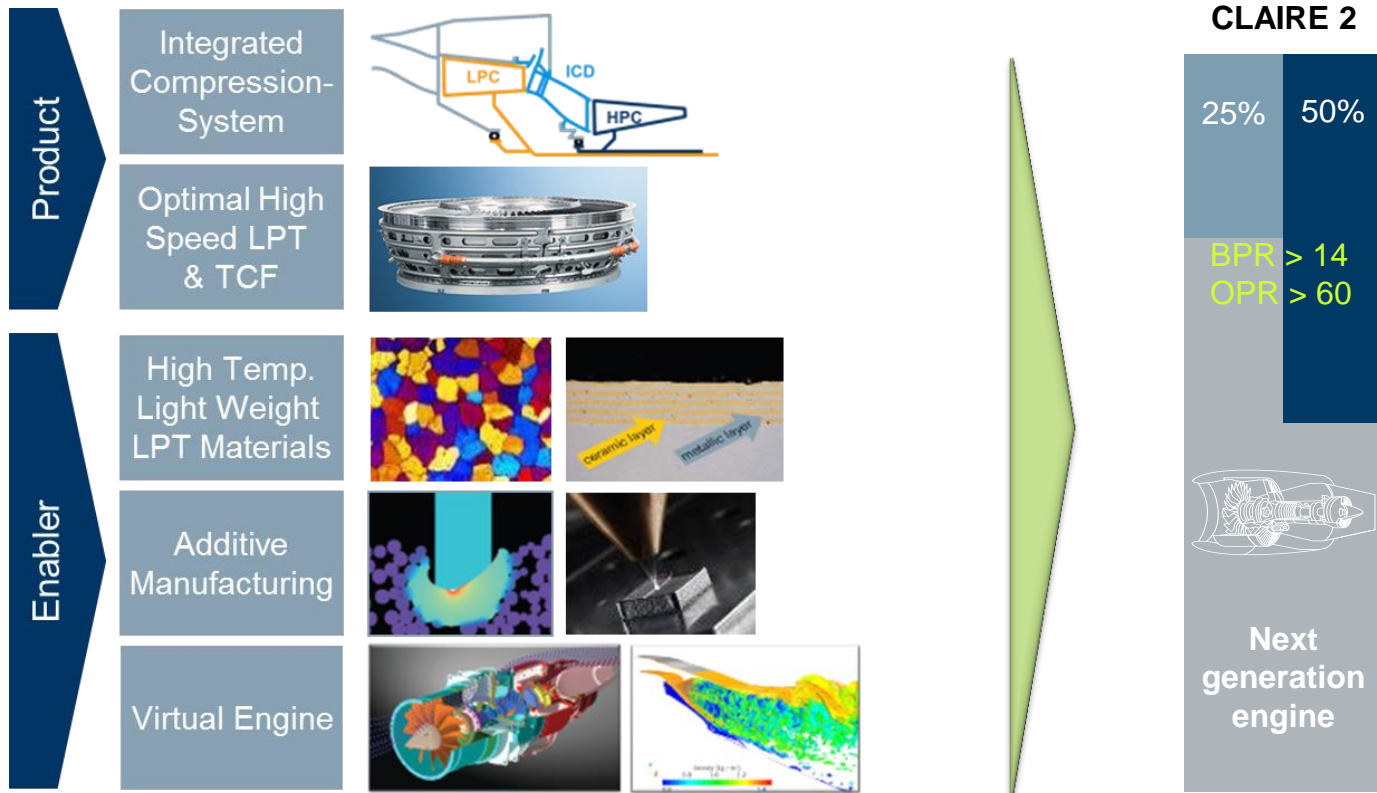 CLAIRE 2
Product
Integrated
Compression-
System
LPC
ICD
HPC
25%
50%
Optimal High
Speed LPT
& TCF
BPR > 14
OPR > 60
Enabler
High Temp.
Light Weight
LPT Materials
ceramic layer
metallic layer
Additive
Manufacturing
Virtual Engine
Next
generation
engine